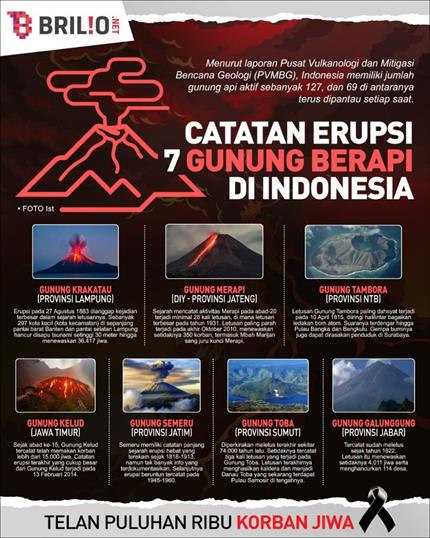 BRIL!O.NET
Menurut laporan Pusat Vulkanologi dan Mitigasi
Bencana Geologi (PVMBG), Indonesia memiliki jumlah
gunung api aktif sebanyak 127, dan 69 di antaranya
terus dipantau setiap saat.
CATATAN ERUPSI
7 GUNUNG BERAPI
DI INDONESIA
• FOTO Ist
GUNUNG KRAKATAU
(PROVINSI LAMPUNG)
Erupsi pada 27 Agustus 1883 dianggap kejadian
terbesar dalam sejarah letusannya. Sebanyak
297 kota kecil (kota kecamatan) di sepanjang
pantai barat Banten dan pantai selatan Lampung
hancur disapu tsunami setinggi 30 meter hingga
menewaskan 36.417 jiwa.
GUNUNG MERAPI
(DIY - PROVINSI JATENG)
Sejarah mencatat aktivitas Merapi pada abad-20
terjadi minimal 28 kali letusan, di mana letusan
terbesar pada tahun 1931. Letusan paling parah
terjadi pada akhir Oktober 2010, menewaskan
setidaknya 350 korban, termasuk Mbah Marijan
sang juru kunci Merapi.
GUNUNG TAMBORA
(PROVINSI NTB)
Letusan Gunung Tambora paling dahsyat terjadi
pada 10 April 1815, diiringi halilintar bagaikan
ledakan bom atom. Suaranya terdengar hingga
Pulau Bangka dan Bengkulu. Gempa buminya
juga dapat dirasakan penduduk di Surabaya.
GUNUNG KELUD
(JAWA TIMUR)
Sejak abad ke-15, Gunung Kelud
tercatat telah memakan korban
lebih dari 15.000 jiwa. Catatan
erupsi terakhir yang cukup besar
dari Gunung Kelud terjadi pada
13 Februari 2014.
GUNUNG SEMERU
(PROVINSI JATIM)
Semeru memiliki catatan panjang
sejarah erupsi hebat yang
terekam sejak 1818-1913,
namun tak banyak info yang
terdokumentasikan. Selanjutnya
erupsi beruntun tercatat pada
1945-1960.
GUNUNG TOBA
(PROVINSI SUMUT)
Diperkirakan meletus terakhir sekitar
74.000 tahun lalu. Setidaknya tercatat
tiga kali letusan yang terjadi pada
Gunung Toba. Letusan terakhirnya
menghasilkan kaldera dan menjadi
Danau Toba yang sekarang terdapat
Pulau Samosir di tengahnya.
GUNUNG GALUNGGUNG
(PROVINSI JABAR)
Tercatat sudah meletus
sejak tahun 1822.
Letusan itu menewaskan
setidaknya 4.011 jiwa serta
menghancurkan 114 desa.
TELAN PULUHAN RIBU KORBAN JIWA